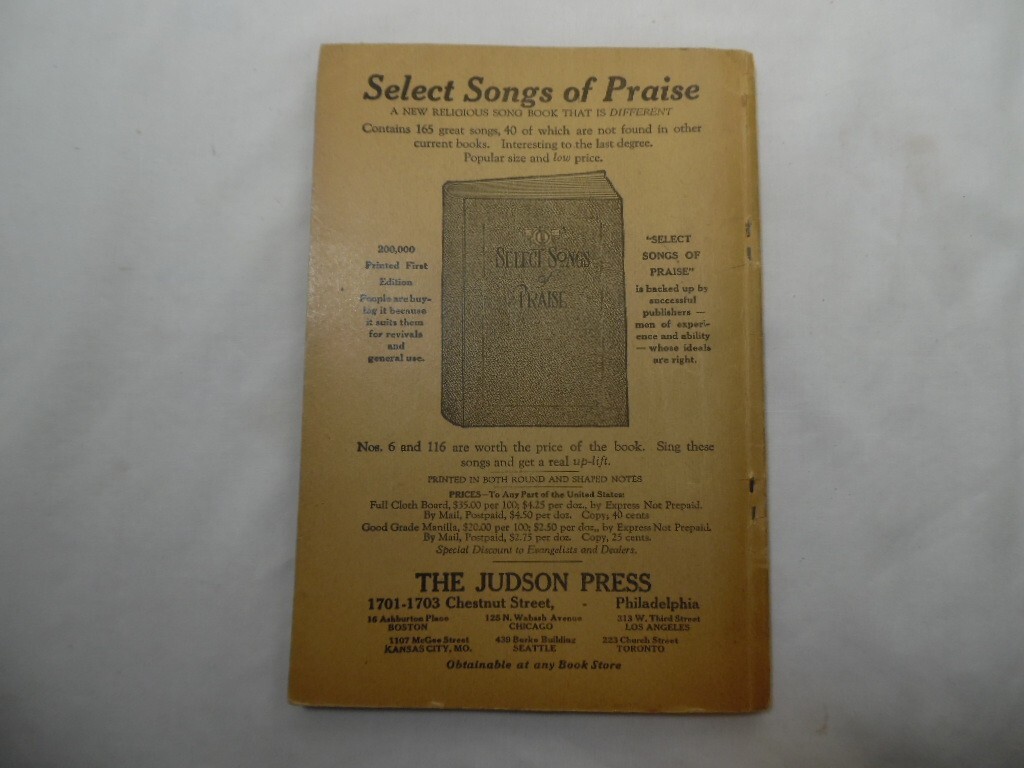 Select Songs of Praise
A NEW RELIGIOUS SONG BOOK THAT IS DIFFERENT
Contains 165 great songs, 40 of which are not found in other
current books. Interesting to the last degree.
Popular size and low price.
200,000
Printed First
Edition
People are buy-
ing it because
it suits them
for revivals
and
general use.
SELECT SONGS
of
PRAISE
"SELECT
SONGS OF
PRAISE"
is backed up by
successful
publishers —
men of experi-
ence and ability
— whose ideals
are right.
Nos. 6 and 116 are worth the price of the book. Sing these
songs and get a real up-lift.
PRINTED IN BOTH ROUND AND SHAPED NOTES
PRICES—To Any Part of the United States:
Full Cloth Board, $35.00 per 100; $4.25 per doz., by Express Not Prepaid.
By Mail, Postpaid, $4.50 per doz. Copy, 40 cents
Good Grade Manila, $20.00 per 100; $2.50 per doz., by Express Not Prepaid.
By Mail, Postpaid, $2.75 per doz. Copy, 25 cents.
Special Discount to Evangelists and Dealers.
THE JUDSON PRESS
1701-1703 Chestnut Street, - Philadelphia
16 Ashburton Place 125 N. Wabash Avenue 313 W. Third Street
BOSTON CHICAGO LOS ANGELES
1107 McGee Street 439 Burke Building 223 Church Street
KANSAS CITY, MO. SEATTLE TORONTO
Obtainable at any Book Store